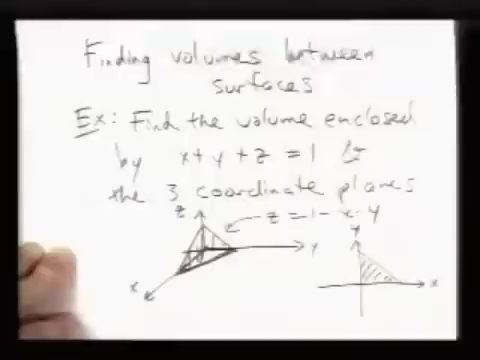 Finding volumes between
surfaces
Ex: Find the volume enclosed
by x+y+z=1 &
the 3 coordinate planes
z z=1-x-y
y
y
x x